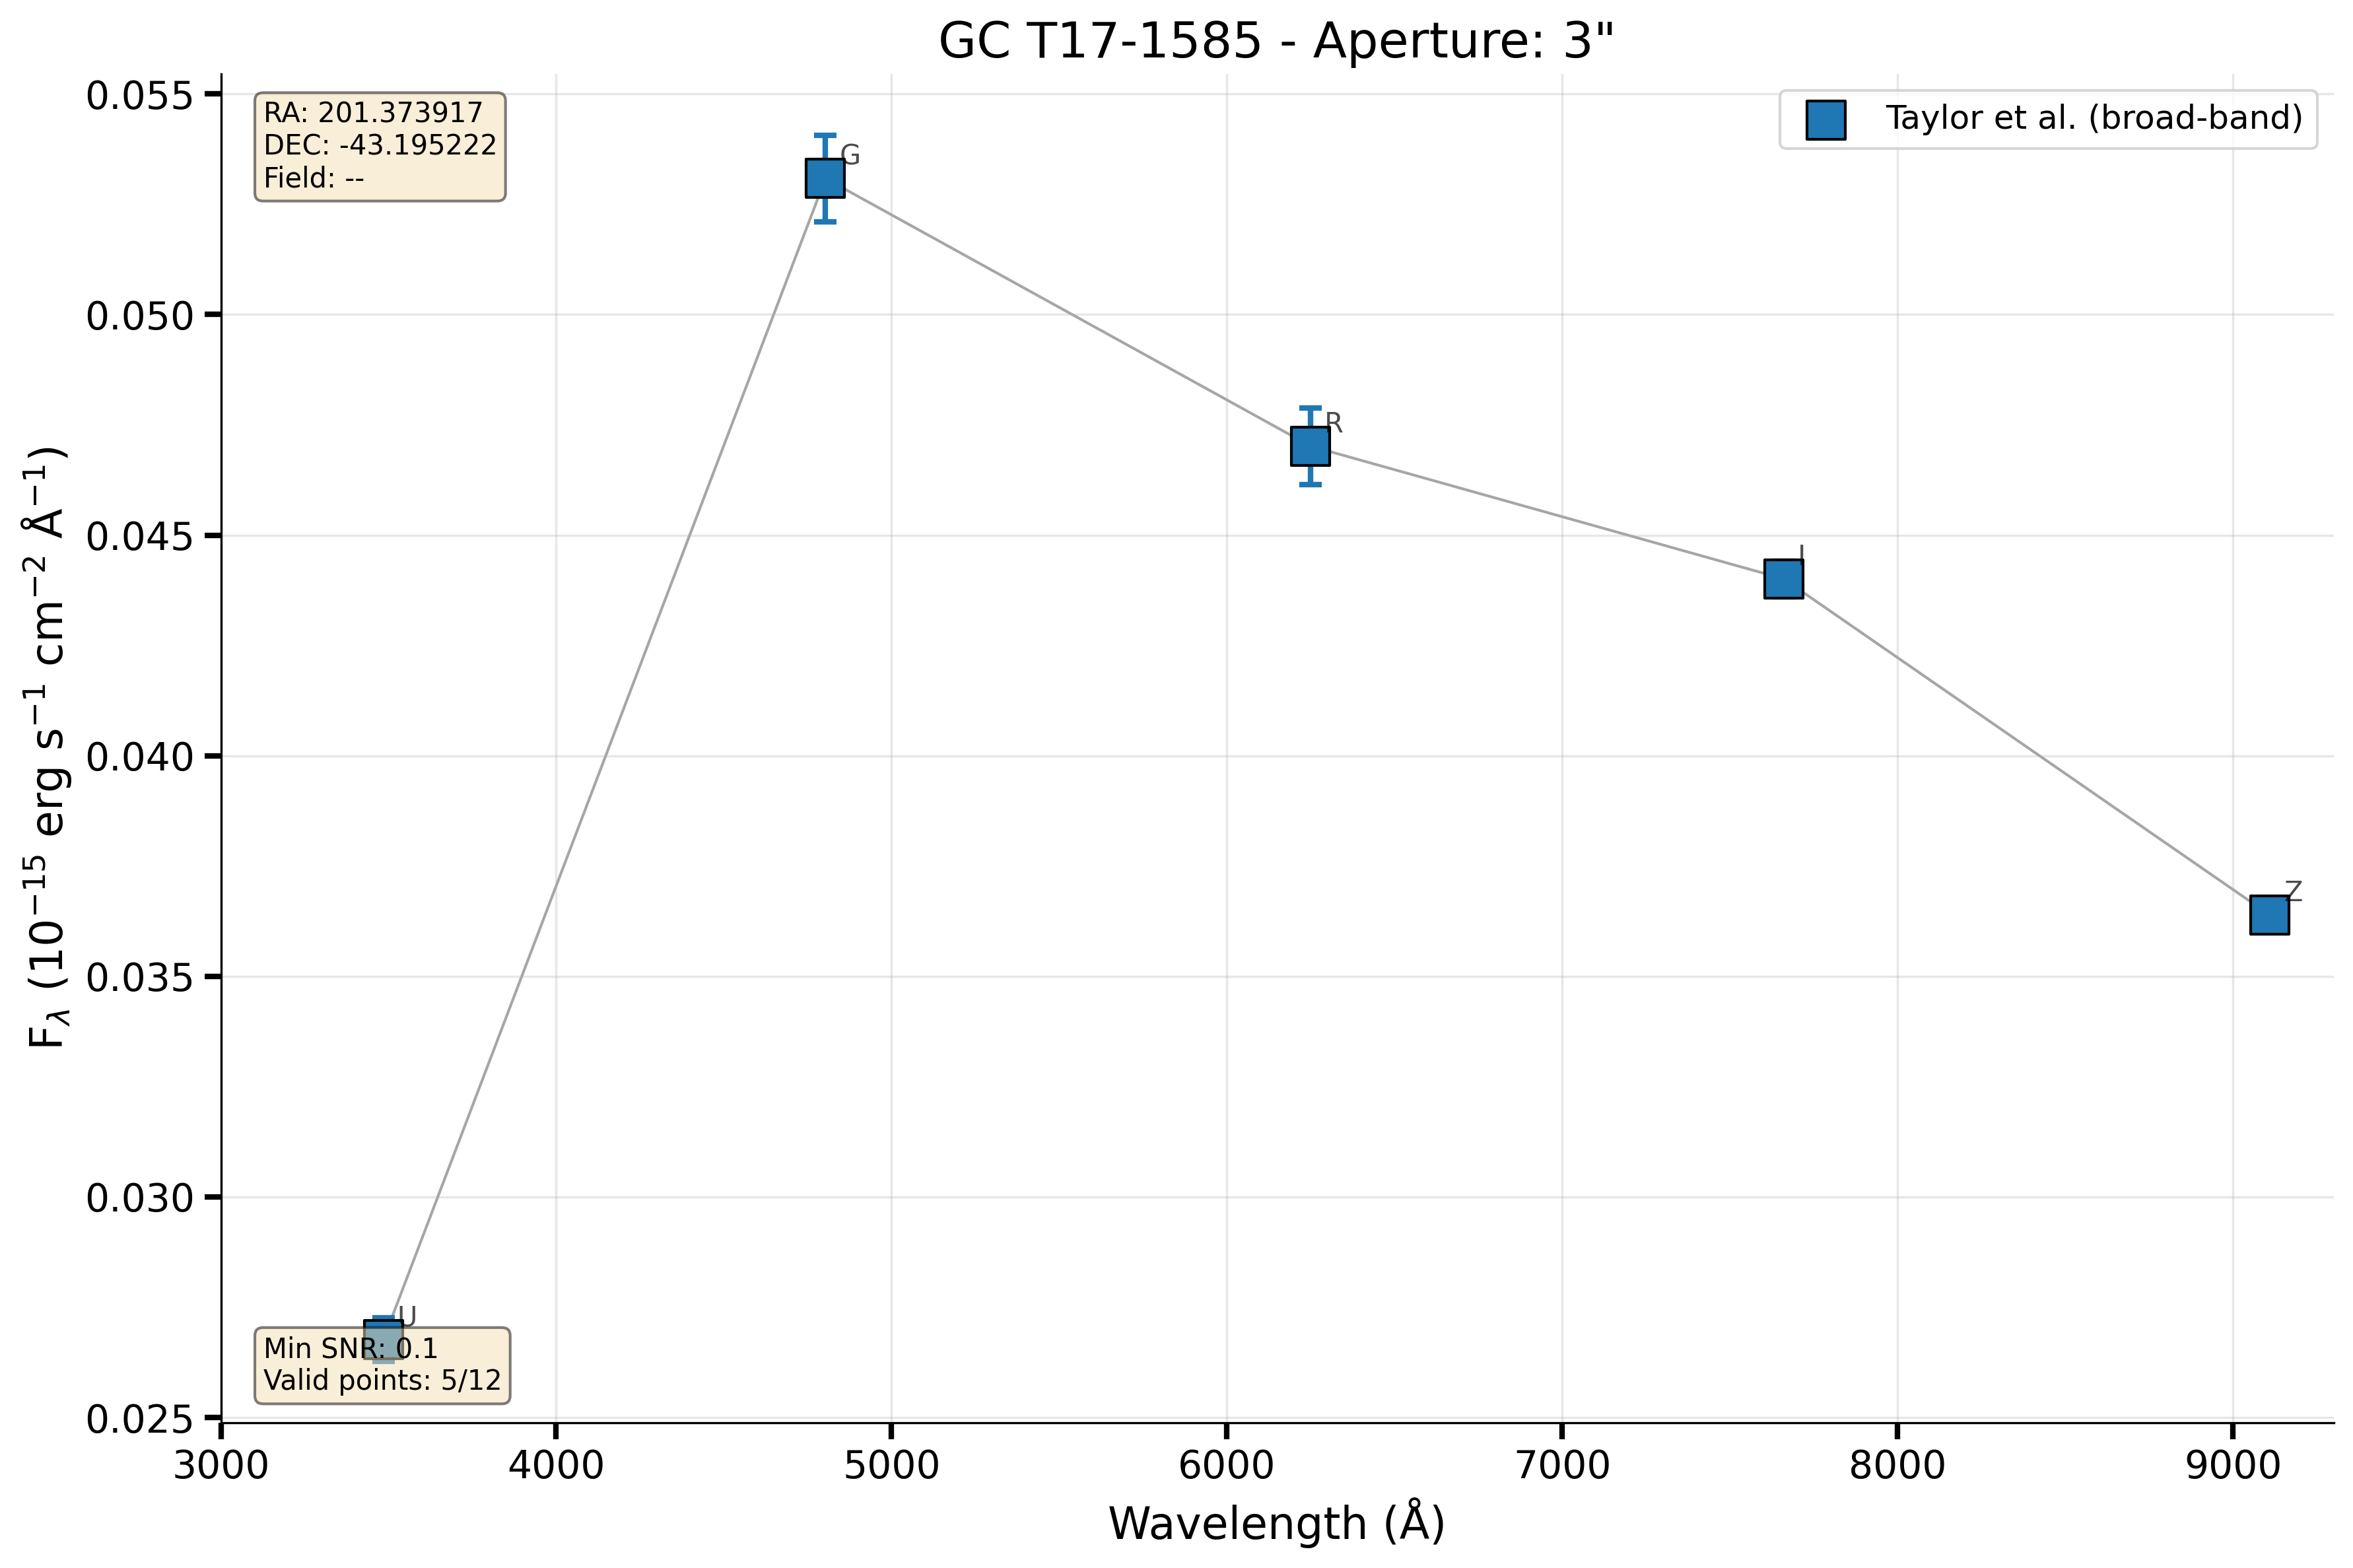 GC T17-1585 - Aperture: 3"
RA: 201.373917
DEC: -43.195222
Field: --
Taylor et al. (broad-band)
G
R
I
Z
U
Min SNR: 0.1
Valid points: 5/12
0.055
0.050
0.045
0.040
0.035
0.030
0.025
F_λ (10⁻¹⁵ erg s⁻¹ cm⁻² Å⁻¹)
3000 4000 5000 6000 7000 8000 9000
Wavelength (Å)